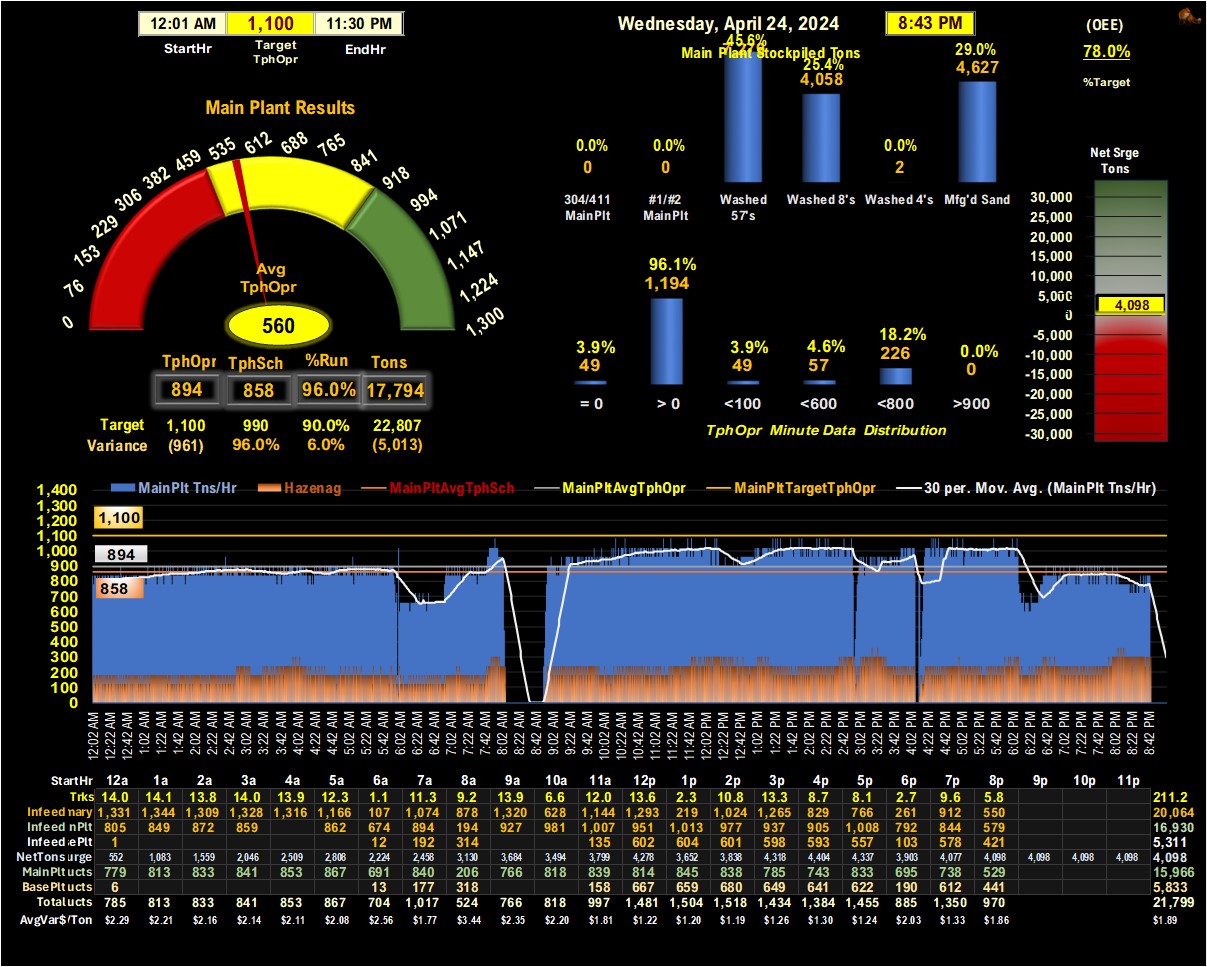 12:01 AM 1,100 11:30 PM
StartHr Target TphOpr EndHr
Wednesday, April 24, 2024 8:43 PM
(OEE)
78.0%
%Target
Main Plant Stockpiled Tons
45.6% 25.4% 29.0%
4,058 4,627
0.0% 0.0% 0.0%
0 0 2
304/411 MainPlt #1/#2 MainPlt Washed 57's Washed 8's Washed 4's Mfg'd Sand
Main Plant Results
0 76 153 229 306 382 459 535 612 688 765 841 918 994 1,071 1,147 1,224 1,300
Avg
TphOpr
560
TphOpr TphSch %Run Tons
894 858 96.0% 17,794
Target 1,100 990 90.0% 22,807
Variance (961) 96.0% 6.0% (5,013)
3.9% 96.1% 3.9% 4.6% 18.2% 0.0%
49 1,194 49 57 226 0
= 0 > 0 <100 <600 <800 >900
TphOpr Minute Data Distribution
Net Srge
Tons
30,000
25,000
20,000
15,000
10,000
5,000
4,098
0
-5,000
-10,000
-15,000
-20,000
-25,000
-30,000
MainPlt Tns/Hr Hazenag MainPltAvgTphSch MainPltAvgTphOpr MainPltTargetTphOpr 30 per. Mov. Avg. (MainPlt Tns/Hr)
1,400
1,300
1,200
1,100
1,000
900
800
700
600
500
400
300
200
100
0
1,100
894
858
12:02 AM 12:22 AM 12:42 AM 1:02 AM 1:22 AM 1:42 AM 2:02 AM 2:22 AM 2:42 AM 3:02 AM 3:22 AM 3:42 AM 4:02 AM 4:22 AM 4:42 AM 5:02 AM 5:22 AM 5:42 AM 6:02 AM 6:22 AM 6:42 AM 7:02 AM 7:22 AM 7:42 AM 8:02 AM 8:22 AM 8:42 AM 9:02 AM 9:22 AM 9:42 AM 10:02 AM 10:22 AM 10:42 AM 11:02 AM 11:22 AM 11:42 AM 12:02 PM 12:22 PM 12:42 PM 1:02 PM 1:22 PM 1:42 PM 2:02 PM 2:22 PM 2:42 PM 3:02 PM 3:22 PM 3:42 PM 4:02 PM 4:22 PM 4:42 PM 5:02 PM 5:22 PM 5:42 PM 6:02 PM 6:22 PM 6:42 PM 7:02 PM 7:22 PM 7:42 PM 8:02 PM 8:22 PM 8:42 PM
StartHr 12a 1a 2a 3a 4a 5a 6a 7a 8a 9a 10a 11a 12p 1p 2p 3p 4p 5p 6p 7p 8p 9p 10p 11p
Trks 14.0 14.1 13.8 14.0 13.9 12.3 1.1 11.3 9.2 13.9 6.6 12.0 13.6 2.3 10.8 13.3 8.7 8.1 2.7 9.6 5.8 211.2
Infeed mary 1,331 1,344 1,309 1,328 1,316 1,166 107 1,074 878 1,320 628 1,144 1,293 219 1,024 1,265 829 766 261 912 550 20,064
Infeed nPlt 805 849 872 859 862 674 894 194 927 981 1,007 951 1,013 977 937 905 1,008 792 844 579 16,930
Infeed ePlt 1 12 192 314 135 602 604 601 598 593 557 103 578 421 5,311
NetTons urge 552 1,083 1,559 2,046 2,509 2,808 2,224 2,458 3,130 3,684 3,494 3,799 4,278 3,652 3,838 4,318 4,404 4,337 3,903 4,077 4,098 4,098 4,098 4,098 4,098
MainPlt ucts 779 813 833 841 853 867 691 840 206 766 818 839 814 845 838 785 743 833 695 738 529 15,966
BasePlt ucts 6 13 177 318 158 667 659 680 649 641 622 190 612 441 5,833
Total ucts 785 813 833 841 853 867 704 1,017 524 766 818 997 1,481 1,504 1,518 1,434 1,384 1,455 885 1,350 970 21,799
AvgVar$/Ton $2.29 $2.21 $2.16 $2.14 $2.11 $2.08 $2.56 $1.77 $3.44 $2.35 $2.20 $1.81 $1.22 $1.20 $1.19 $1.26 $1.30 $1.24 $2.03 $1.33 $1.86 $1.89